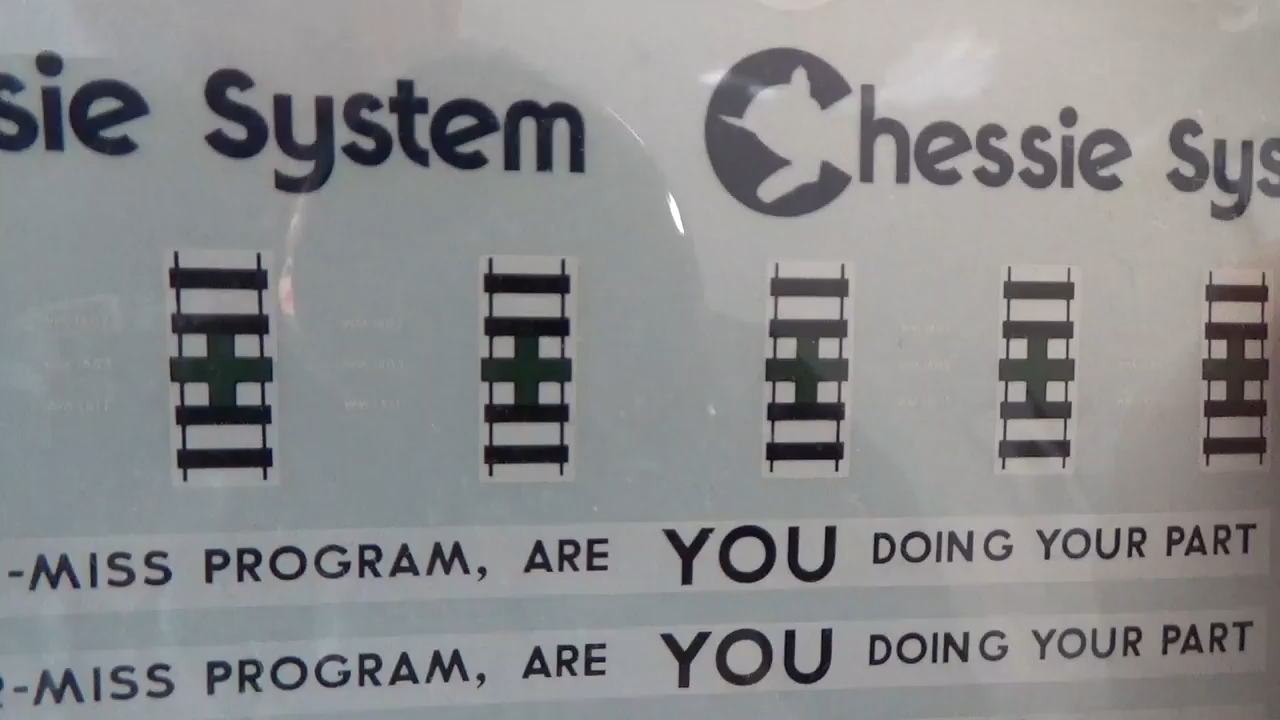 sie System Chessie Sys
-MISS PROGRAM, ARE YOU DOING YOUR PART
R-MISS PROGRAM, ARE YOU DOING YOUR PART